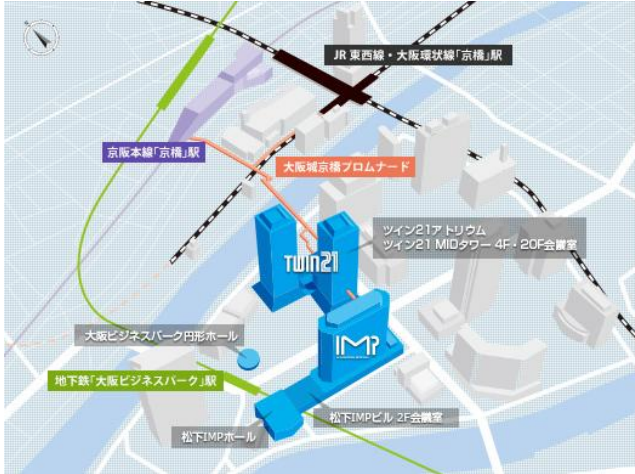 JR 東西線・大阪環状線「京橋」駅
京阪本線「京橋」駅
大阪城京橋プロムナード
ツイン21アトリウム
ツイン21 MIDタワー 4F・20F会議室
TWIN21
大阪ビジネスパーク円形ホール
IMP
地下鉄「大阪ビジネスパーク」駅
松下IMPビル 2F会議室
松下IMPホール